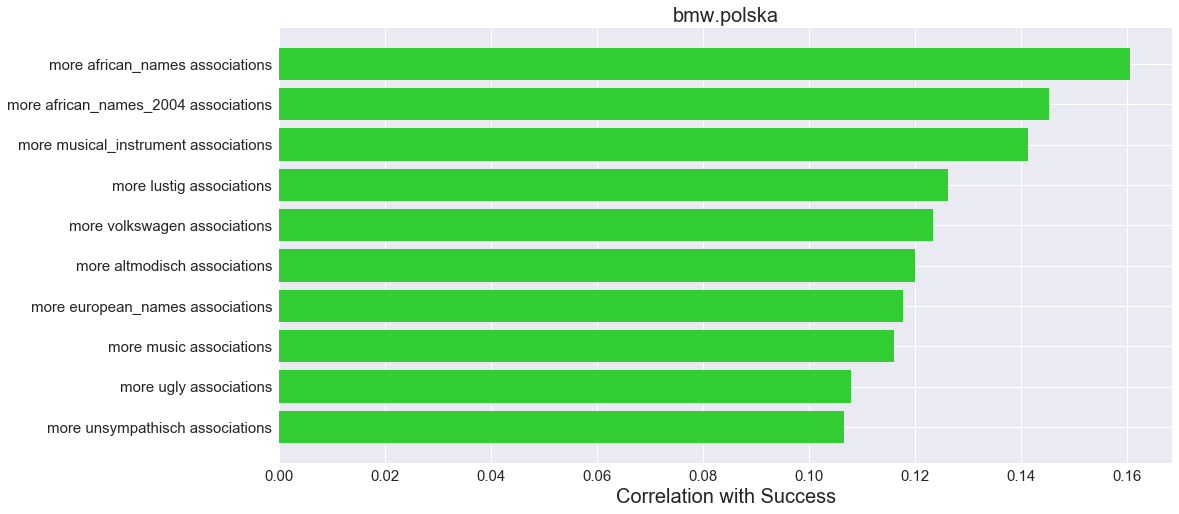 bmw.polska
more african_names associations
more african_names_2004 associations
more musical_instrument associations
more lustig associations
more volkswagen associations
more altmodisch associations
more european_names associations
more music associations
more ugly associations
more unsympathisch associations
0.00 0.02 0.04 0.06 0.08 0.10 0.12 0.14 0.16
Correlation with Success